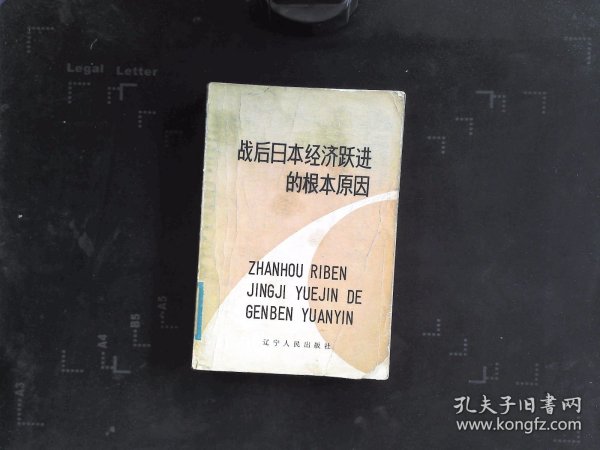 Legal Letter
战后日本经济跃进
的根本原因
ZHANHOU RIBEN
JINGJI YUEJIN DE
GENBEN YUANYIN
辽宁人民出版社
A5
B5
A4
A3
孔夫子旧书网
www.kongfz.com